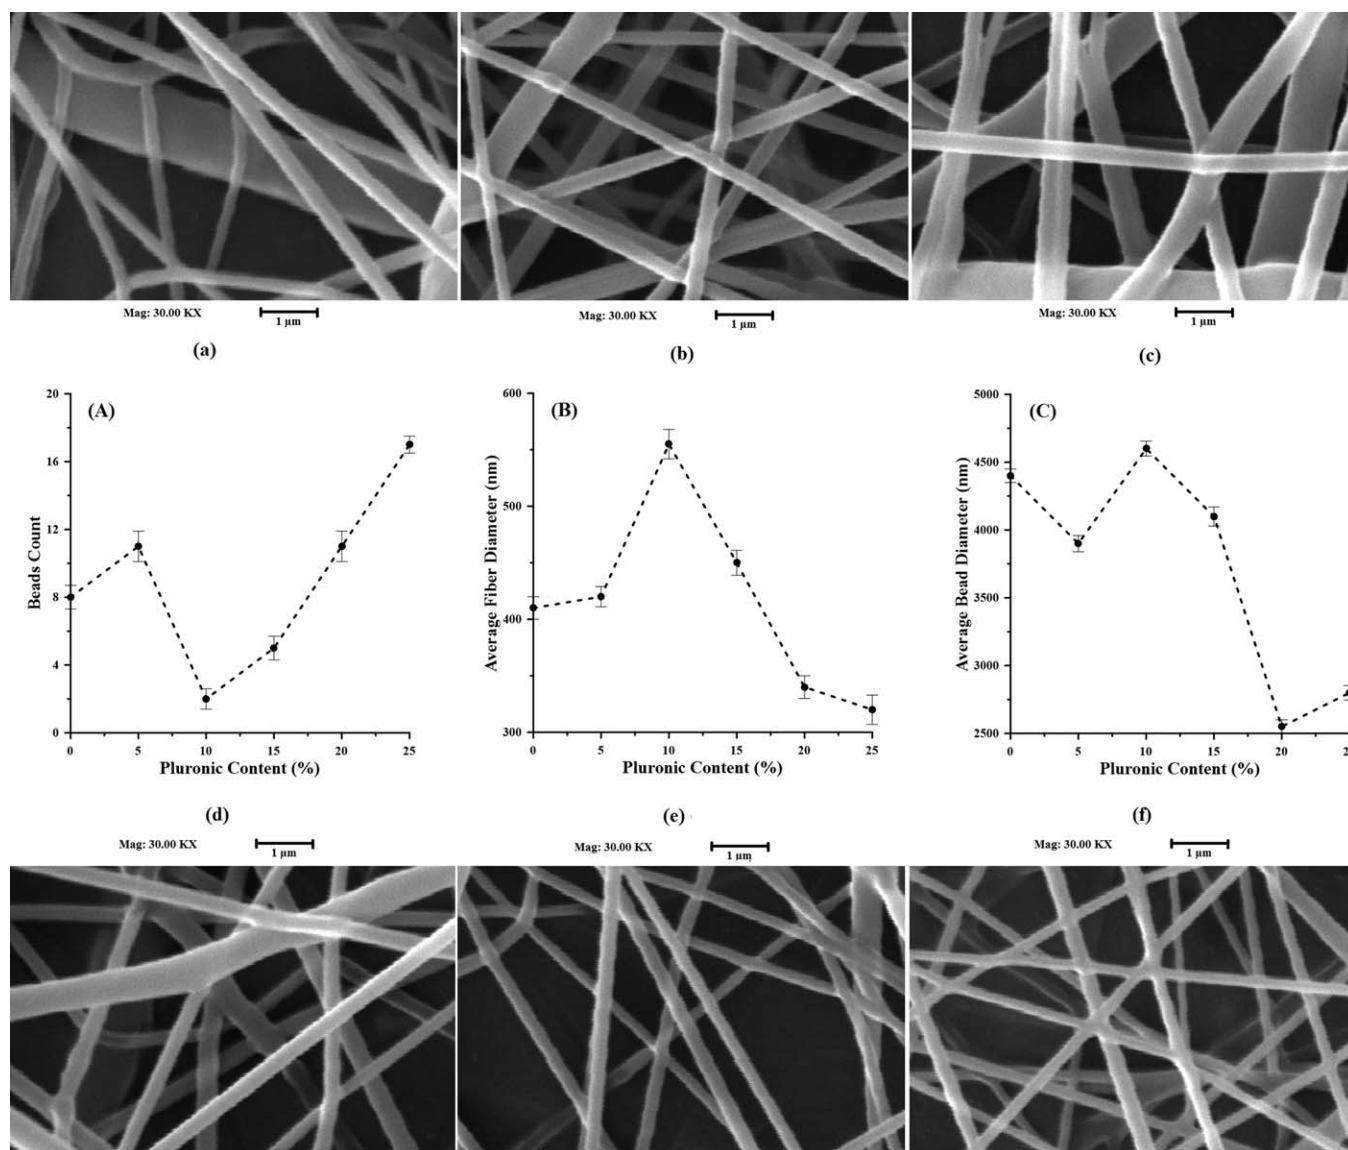 Mag: 30.00 KX 1 µm
Mag: 30.00 KX 1 µm
Mag: 30.00 KX 1 µm
(a)
(b)
(c)
(A)
Beads Count
20
16
12
8
4
0
0 5 10 15 20 25
Pluronic Content (%)
(B)
Average Fiber Diameter (nm)
600
500
400
300
0 5 10 15 20 25
Pluronic Content (%)
(C)
Average Bead Diameter (nm)
5000
4500
4000
3500
3000
2500
0 5 10 15 20
Pluronic Content (%)
(d)
(e)
(f)
Mag: 30.00 KX 1 µm
Mag: 30.00 KX 1 µm
Mag: 30.00 KX 1 µm